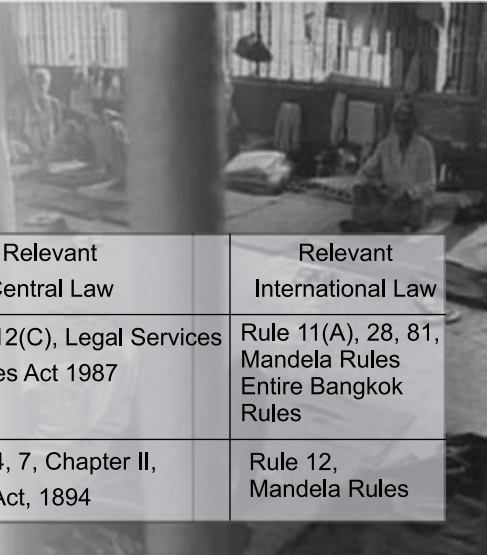 Relevant
Central Law
Relevant
International Law
12(C), Legal Services
es Act 1987
Rule 11(A), 28, 81,
Mandela Rules
Entire Bangkok
Rules
4, 7, Chapter II,
Act, 1894
Rule 12,
Mandela Rules